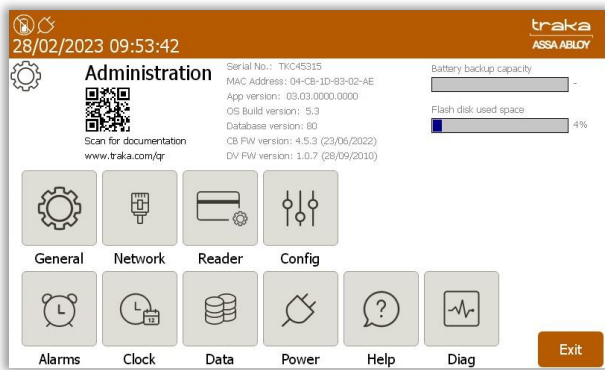 traka
28/02/2023 09:53:42
ASSA ABLOY
Administration
Scan for documentation
www.traka.com/qr
Serial No.: TKC45315
MAC Address: 04-CB-1D-83-02-AE
App version: 03.03.0000.0000
OS Build version: 5.3
Database version: 80
CB FW version: 4.5.3 (23/06/2022)
DV FW version: 1.0.7 (28/09/2010)
Battery backup capacity
-
Flash disk used space
4%
General
Network
Reader
Config
12
Alarms
Clock
Data
Power
Help
Diag
Exit